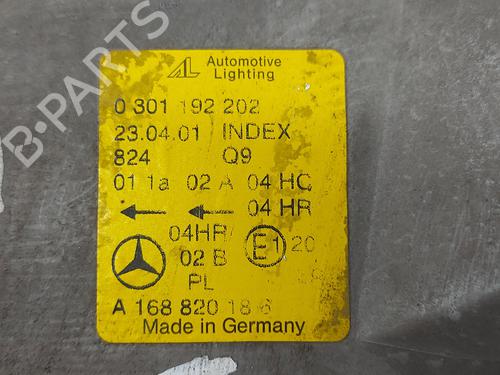 B-PARTS
AL Automotive
Lighting
0 301 192 202
23.04.01 INDEX
824 Q9
01 1a 02 A 04 HC
04 HR
04HR E1 20
02 B
PL
A 168 820 18 6
Made in Germany